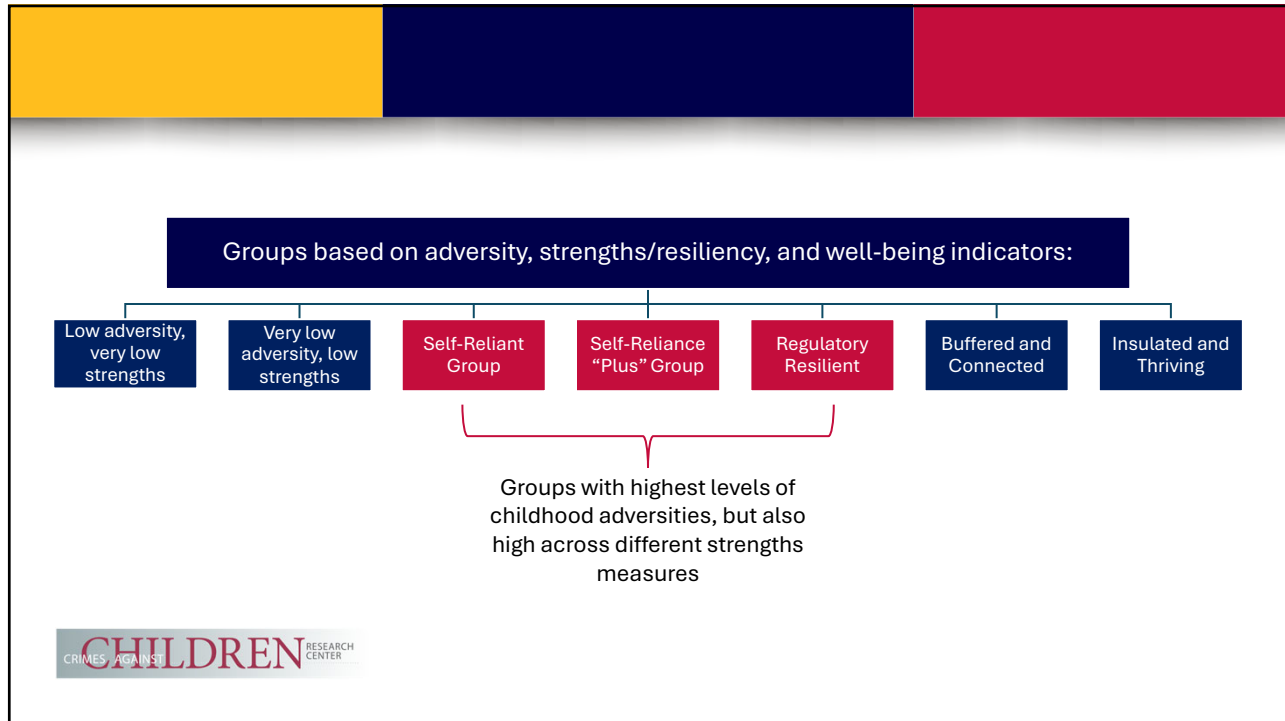 Groups based on adversity, strengths/resiliency, and well-being indicators:
Low adversity,
very low
strengths
Very low
adversity, low
strengths
Self-Reliant
Group
Self-Reliance
“Plus” Group
Regulatory
Resilient
Buffered and
Connected
Insulated and
Thriving
Groups with highest levels of
childhood adversities, but also
high across different strengths
measures
CRIMES AGAINST CHILDREN RESEARCH
CENTER